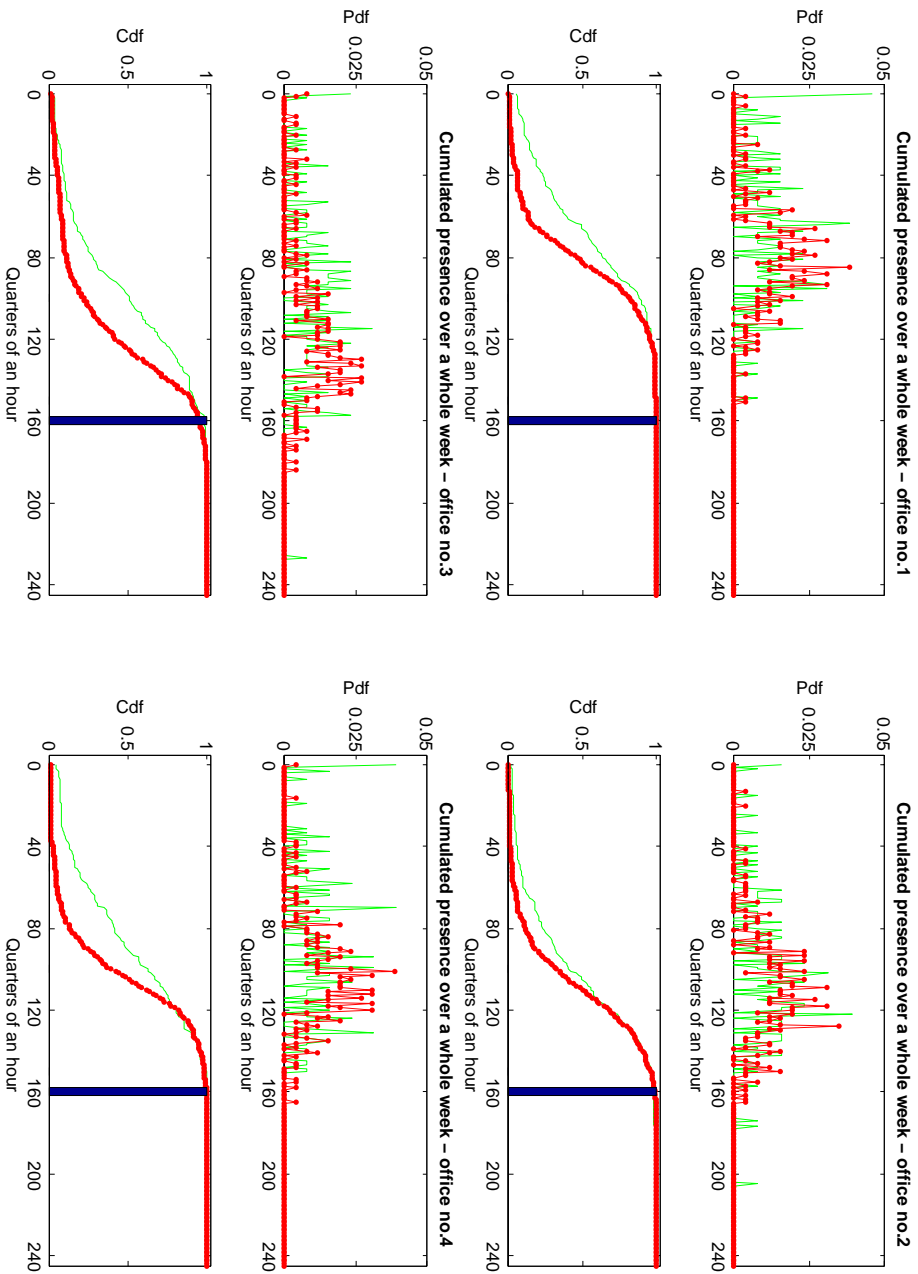 Cumulated presence over a whole week – office no.1
0.05
0.025
0
Pdf
0 40 80 120 160 200 240
Quarters of an hour
1
0.5
0
Cdf
0 40 80 120 160 200 240
Quarters of an hour
Cumulated presence over a whole week – office no.2
0.05
0.025
0
Pdf
0 40 80 120 160 200 240
Quarters of an hour
1
0.5
0
Cdf
0 40 80 120 160 200 240
Quarters of an hour
Cumulated presence over a whole week – office no.3
0.05
0.025
0
Pdf
0 40 80 120 160 200 240
Quarters of an hour
1
0.5
0
Cdf
0 40 80 120 160 200 240
Quarters of an hour
Cumulated presence over a whole week – office no.4
0.05
0.025
0
Pdf
0 40 80 120 160 200 240
Quarters of an hour
1
0.5
0
Cdf
0 40 80 120 160 200 240
Quarters of an hour